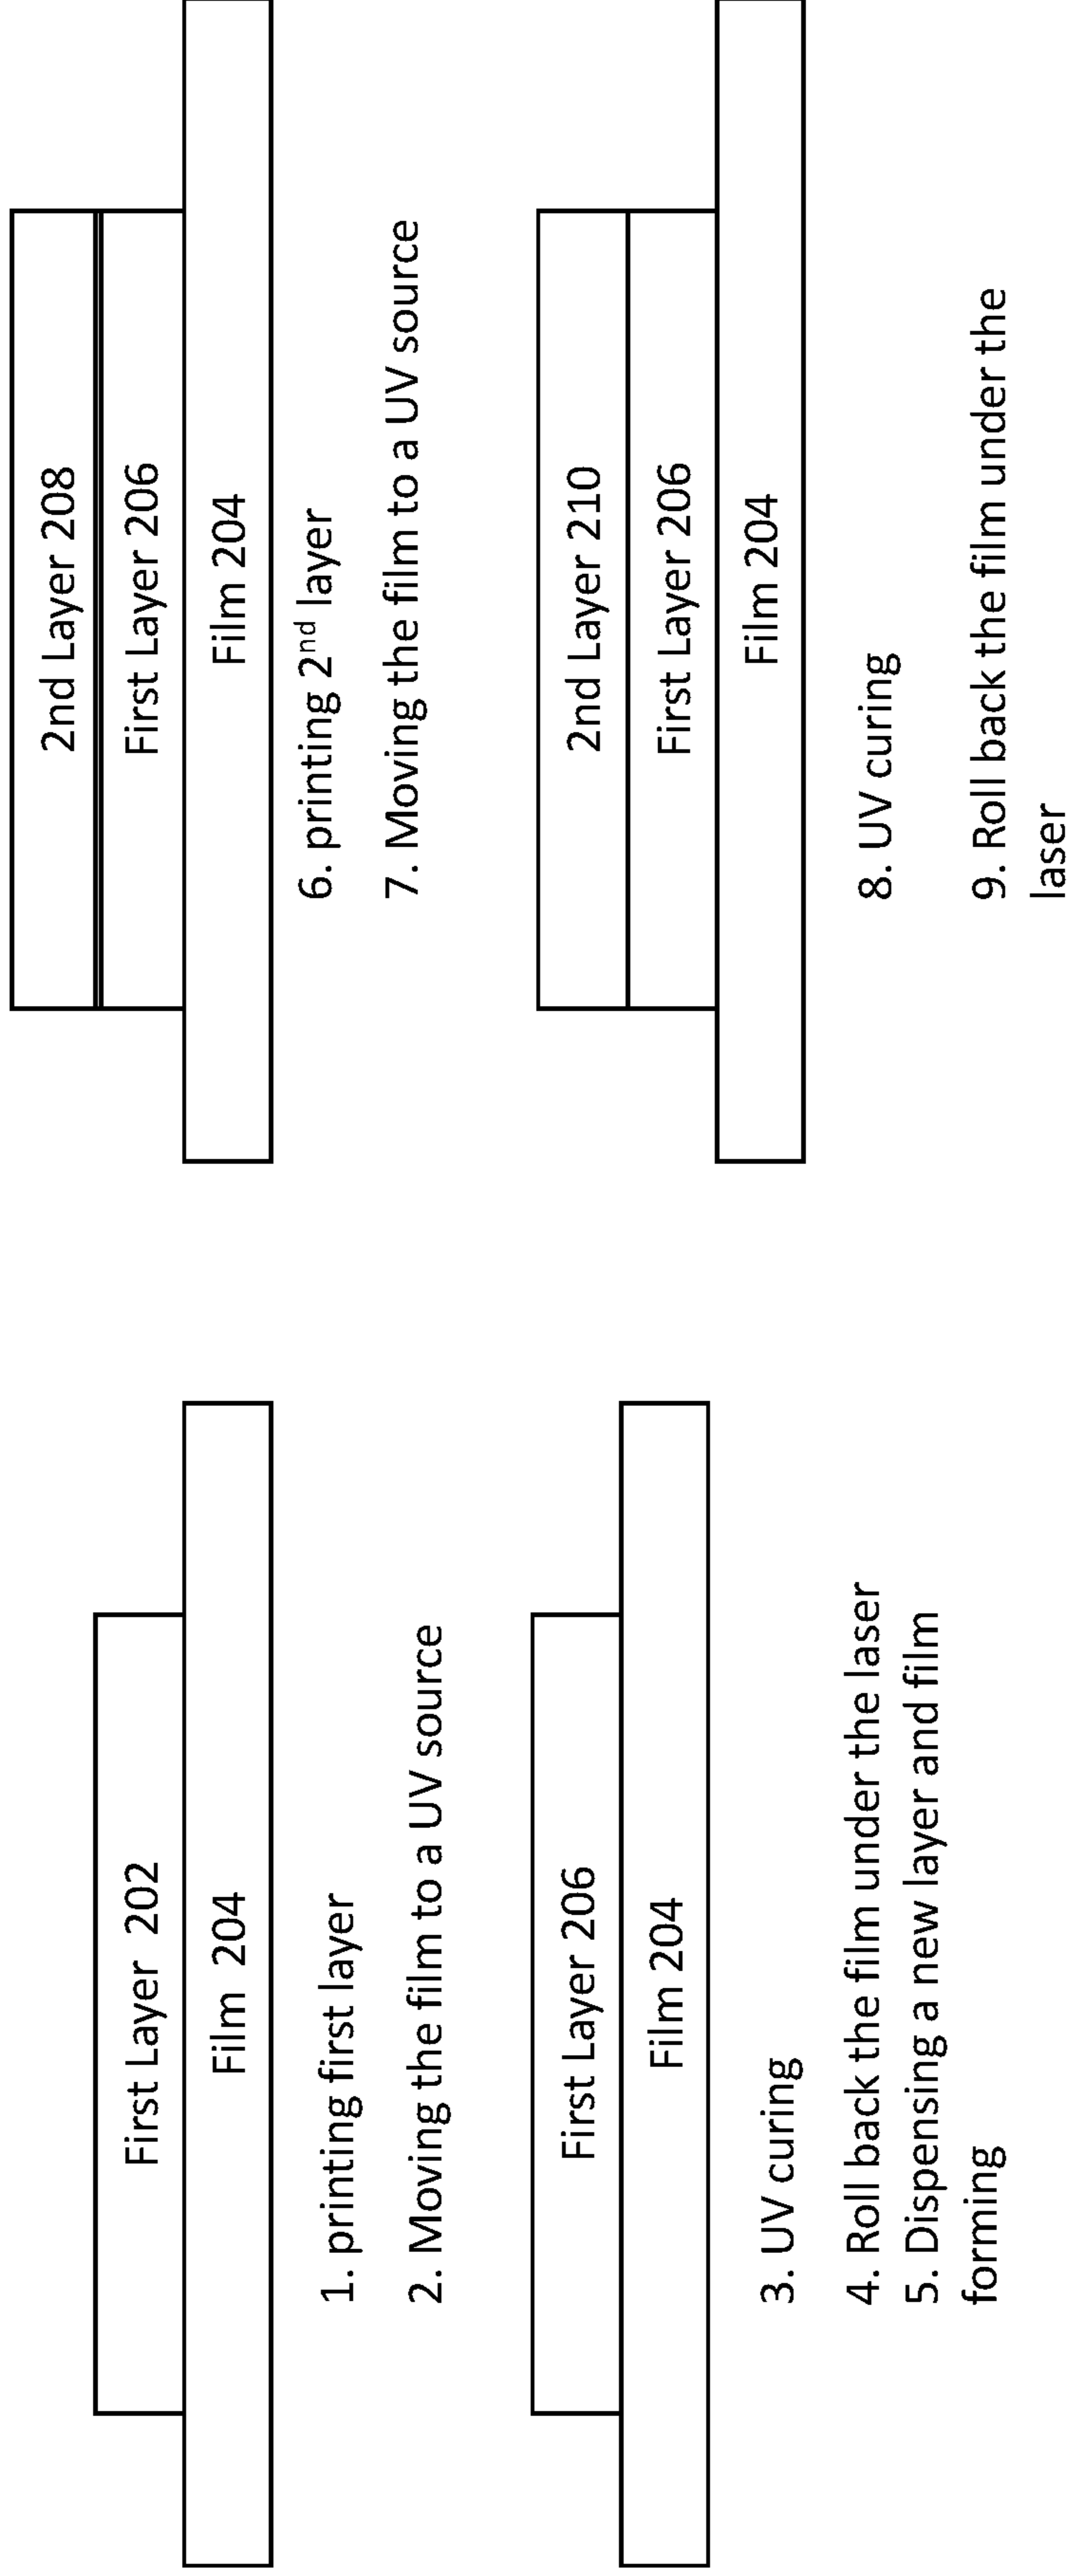 First Layer 202
Film 204
1. printing first layer
2. Moving the film to a UV source
First Layer 206
Film 204
3. UV curing
4. Roll back the film under the laser
5. Dispensing a new layer and film
forming
2nd Layer 208
First Layer 206
Film 204
6. printing 2nd layer
7. Moving the film to a UV source
2nd Layer 210
First Layer 206
Film 204
8. UV curing
9. Roll back the film under the
laser